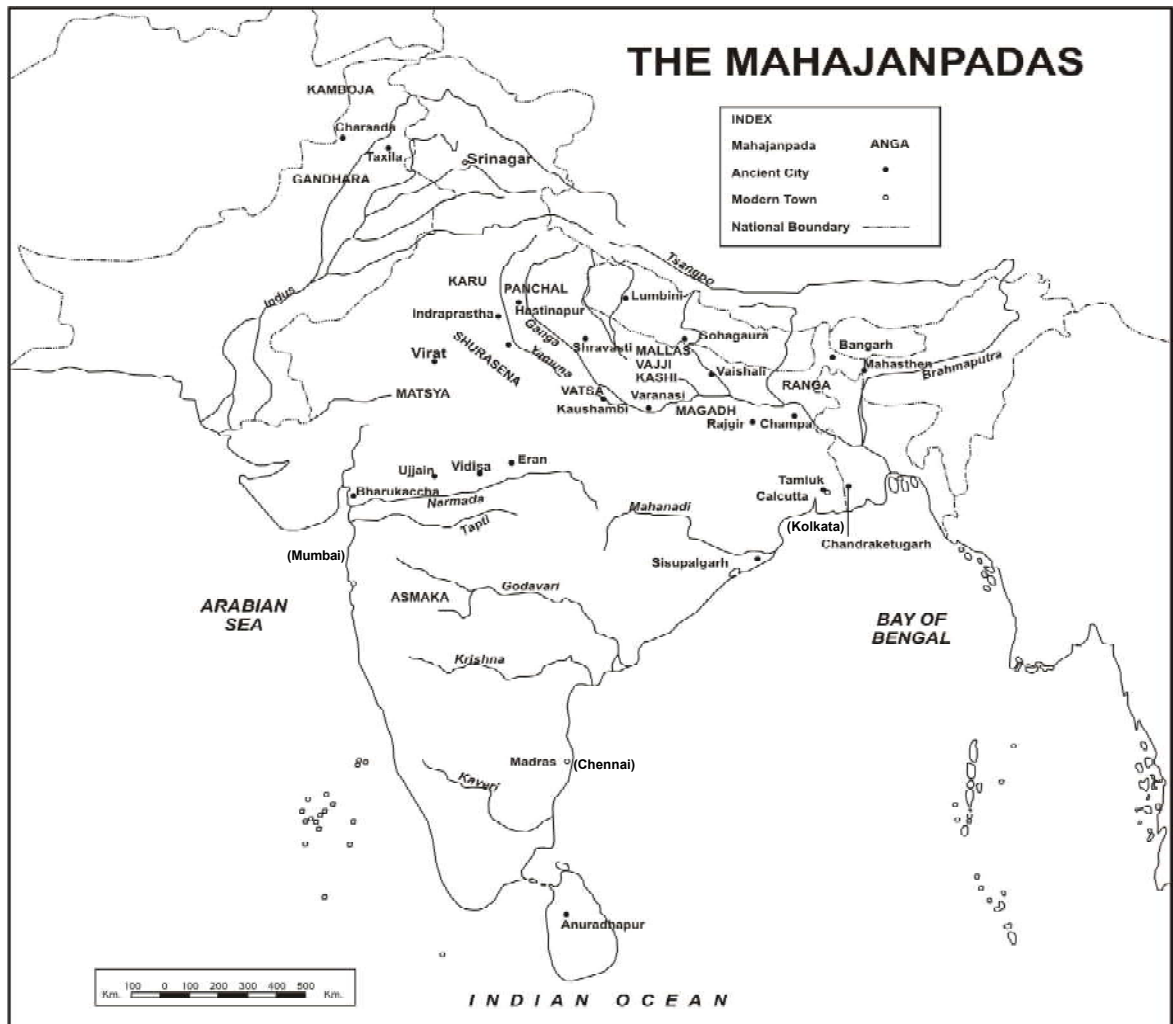 THE MAHAJANPADAS
INDEX
Mahajanpada ANGA
Ancient City
Modern Town
National Boundary
KAMBOJA
Charsada
Taxila
Srinagar
GANDHARA
Indus
Tsangpo
KARU
PANCHAL
Hastinapur
Indraprastha
Lumbini
Ganga
Yamuna
SHURASENA
Virat
Shravasti
Sohagaura
MALLAS
VAJJI
KASHI
Vaishali
Bangarh
Mahasthen
Brahmaputra
RANGA
MATSYA
VATSA
Kaushambi
Varanasi
MAGADH
Rajgir
Champa
Ujjain
Vidisa
Eran
Bharukaccha
Narmada
Tapti
Mahanadi
Tamluk
Calcutta
(Kolkata)
Chandraketugarh
(Mumbai)
Sisupalgarh
Godavari
ASMAKA
ARABIAN
SEA
BAY OF
BENGAL
Krishna
Madras (Chennai)
Kavuri
Anuradhapur
100 0 100 200 300 400 500
Km. Km.
INDIAN OCEAN